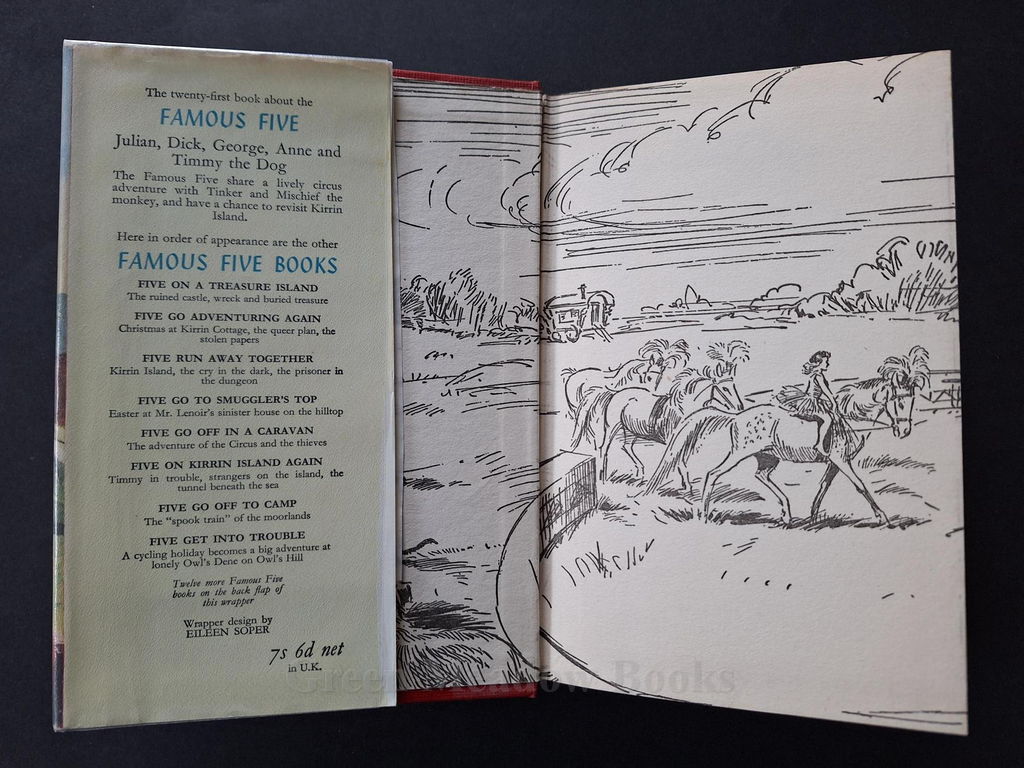 The twenty-first book about the
FAMOUS FIVE
Julian, Dick, George, Anne and
Timmy the Dog
The Famous Five share a lively circus
adventure with Tinker and Mischief the
monkey, and have a chance to revisit Kirrin
Island.
Here in order of appearance are the other
FAMOUS FIVE BOOKS
FIVE ON A TREASURE ISLAND
The ruined castle, wreck and buried treasure
FIVE GO ADVENTURING AGAIN
Christmas at Kirrin Cottage, the queer plan, the
stolen papers
FIVE RUN AWAY TOGETHER
Kirrin Island, the cry in the dark, the prisoner in
the dungeon
FIVE GO TO SMUGGLER'S TOP
Easter at Mr. Lenoir's sinister house on the hilltop
FIVE GO OFF IN A CARAVAN
The adventure of the Circus and the thieves
FIVE ON KIRRIN ISLAND AGAIN
Timmy in trouble, strangers on the island, the
tunnel beneath the sea
FIVE GO OFF TO CAMP
The "spook train" of the moorlands
FIVE GET INTO TROUBLE
A cycling holiday becomes a big adventure at
lonely Owl's Dene on Owl's Hill
Twelve more Famous Five
books on the back flap of
this wrapper
Wrapper design by
EILEEN SOPER
7s 6d net
in U.K.
Green Meadow Books